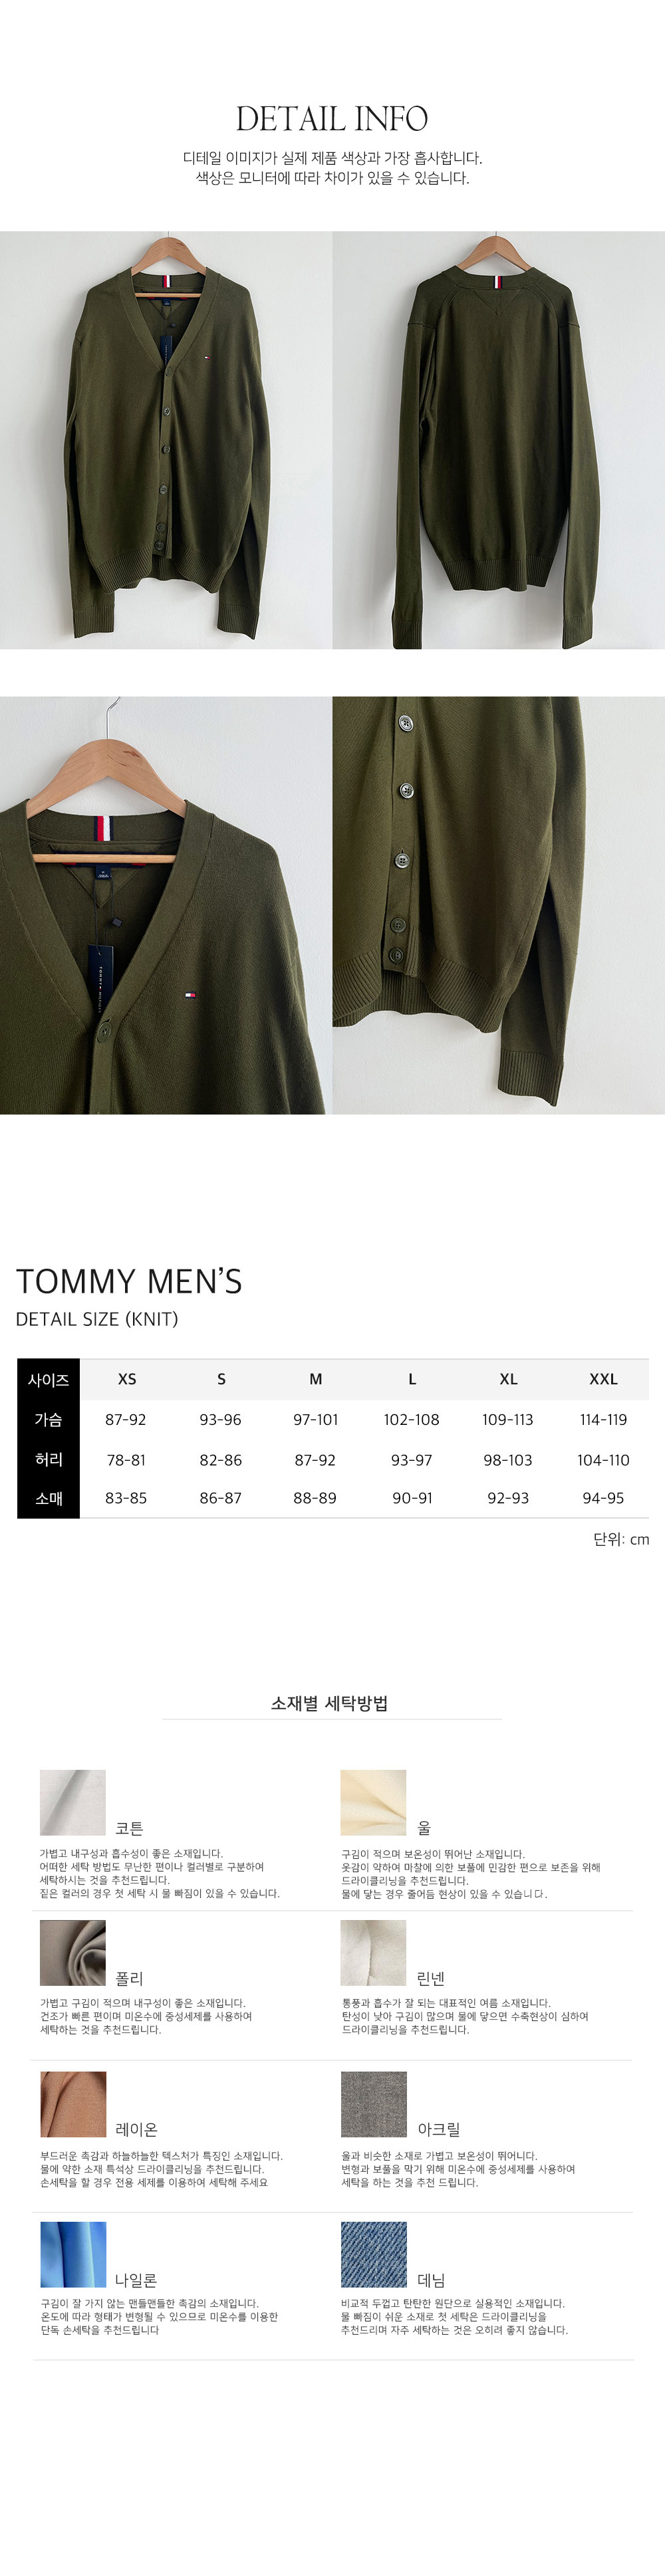 DETAIL INFO
디테일 이미지가 실제 제품 색상과 가장 흡사합니다.
색상은 모니터에 따라 차이가 있을 수 있습니다.
TOMMY MEN'S
DETAIL SIZE (KNIT)
사이즈 XS S M L XL XXL
가슴 87-92 93-96 97-101 102-108 109-113 114-119
허리 78-81 82-86 87-92 93-97 98-103 104-110
소매 83-85 86-87 88-89 90-91 92-93 94-95
단위: cm
소재별 세탁방법
코튼
가볍고 내구성과 흡수성이 좋은 소재입니다.
어떠한 세탁 방법도 무난한 편이나 컬러별로 구분하여
세탁하시는 것을 추천드립니다.
짙은 컬러의 경우 첫 세탁 시 물 빠짐이 있을 수 있습니다.
울
구김이 적으며 보온성이 뛰어난 소재입니다.
옷감이 약하여 마찰에 의한 보풀에 민감한 편으로 보존을 위해
드라이클리닝을 추천드립니다.
물에 닿는 경우 줄어듬 현상이 있을 수 있습니다.
폴리
가볍고 구김이 적으며 내구성이 좋은 소재입니다.
건조가 빠른 편이며 미온수에 중성세제를 사용하여
세탁하는 것을 추천드립니다.
린넨
통풍과 흡수가 잘 되는 대표적인 여름 소재입니다.
탄성이 낮아 구김이 많으며 물에 닿으면 수축현상이 심하여
드라이클리닝을 추천드립니다.
레이온
부드러운 촉감과 하늘하늘한 텍스처가 특징인 소재입니다.
물에 약한 소재 특석상 드라이클리닝을 추천드립니다.
손세탁을 할 경우 전용 세제를 이용하여 세탁해 주세요
아크릴
울과 비슷한 소재로 가볍고 보온성이 뛰어니다.
변형과 보풀을 막기 위해 미온수에 중성세제를 사용하여
세탁을 하는 것을 추천 드립니다.
나일론
구김이 잘 가지 않는 맨들맨들한 촉감의 소재입니다.
온도에 따라 형태가 변형될 수 있으므로 미온수를 이용한
단독 손세탁을 추천드립니다
데님
비교적 두껍고 탄탄한 원단으로 실용적인 소재입니다.
물 빠짐이 쉬운 소재로 첫 세탁은 드라이클리닝을
추천드리며 자주 세탁하는 것은 오히려 좋지 않습니다.